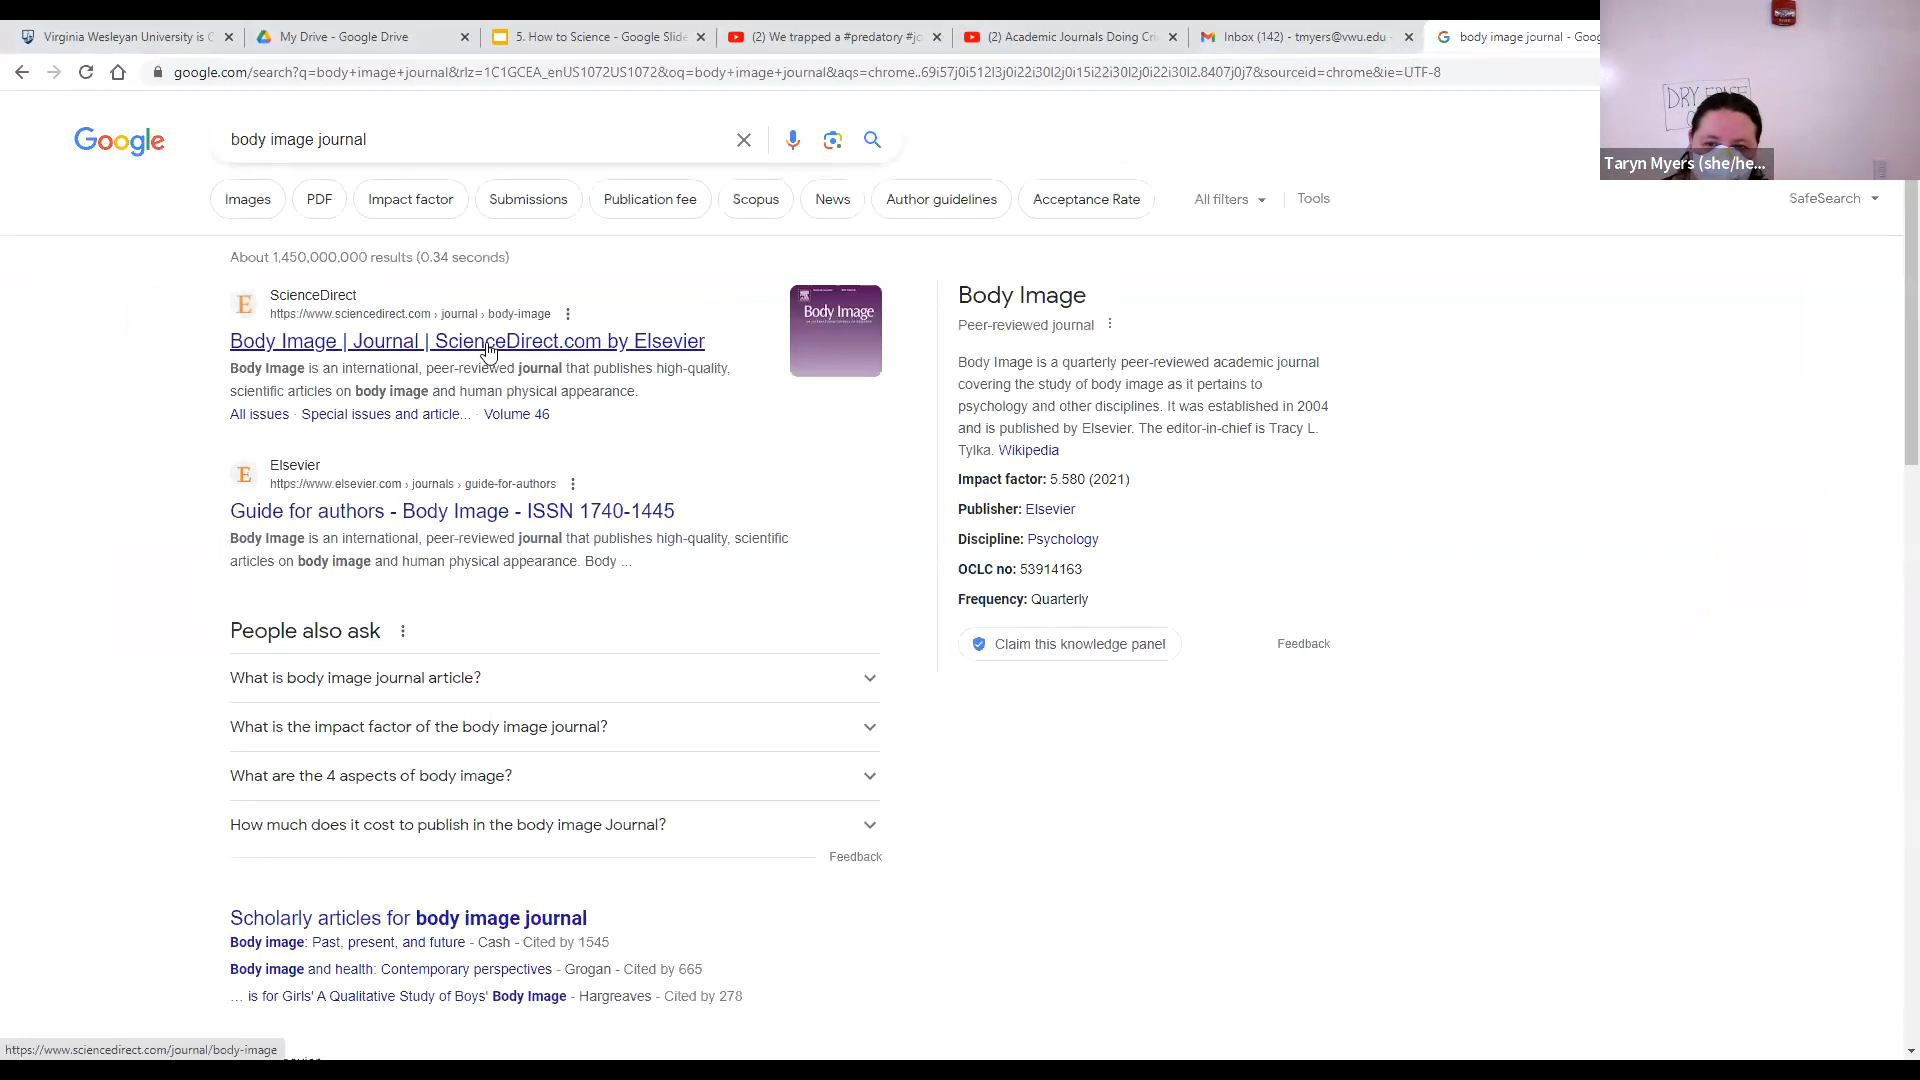 Virginia Wesleyan University is
My Drive - Google Drive
5. How to Science - Google Slide
(2) We trapped a #predatory #jo
(2) Academic Journals Doing Cri
Inbox (142) - tmyers@vwu.edu -
body image journal - Goog
google.com/search?q=body+image+journal&rlz=1C1GCEA_enUS1072US1072&oq=body+image+journal&aqs=chrome..69i57j0i512l3j0i22i30l2j0i15i22i30l2j0i22i30l2.8407j0j7&sourceid=chrome&ie=UTF-8
DRY ERASE
Taryn Myers (she/he...
Google
body image journal
Images
PDF
Impact factor
Submissions
Publication fee
Scopus
News
Author guidelines
Acceptance Rate
All filters
Tools
SafeSearch
About 1,450,000,000 results (0.34 seconds)
E
ScienceDirect
https://www.sciencedirect.com › journal › body-image
Body Image | Journal | ScienceDirect.com by Elsevier
Body Image is an international, peer-reviewed journal that publishes high-quality,
scientific articles on body image and human physical appearance.
All issues · Special issues and article... · Volume 46
Body Image
E
Elsevier
https://www.elsevier.com › journals › guide-for-authors
Guide for authors - Body Image - ISSN 1740-1445
Body Image is an international, peer-reviewed journal that publishes high-quality, scientific
articles on body image and human physical appearance. Body ...
People also ask
What is body image journal article?
What is the impact factor of the body image journal?
What are the 4 aspects of body image?
How much does it cost to publish in the body image Journal?
Feedback
Scholarly articles for body image journal
Body image: Past, present, and future - Cash - Cited by 1545
Body image and health: Contemporary perspectives - Grogan - Cited by 665
... is for Girls' A Qualitative Study of Boys' Body Image - Hargreaves - Cited by 278
Body Image
Peer-reviewed journal
Body Image is a quarterly peer-reviewed academic journal
covering the study of body image as it pertains to
psychology and other disciplines. It was established in 2004
and is published by Elsevier. The editor-in-chief is Tracy L.
Tylka. Wikipedia
Impact factor: 5.580 (2021)
Publisher: Elsevier
Discipline: Psychology
OCLC no: 53914163
Frequency: Quarterly
Claim this knowledge panel
Feedback
https://www.sciencedirect.com/journal/body-image